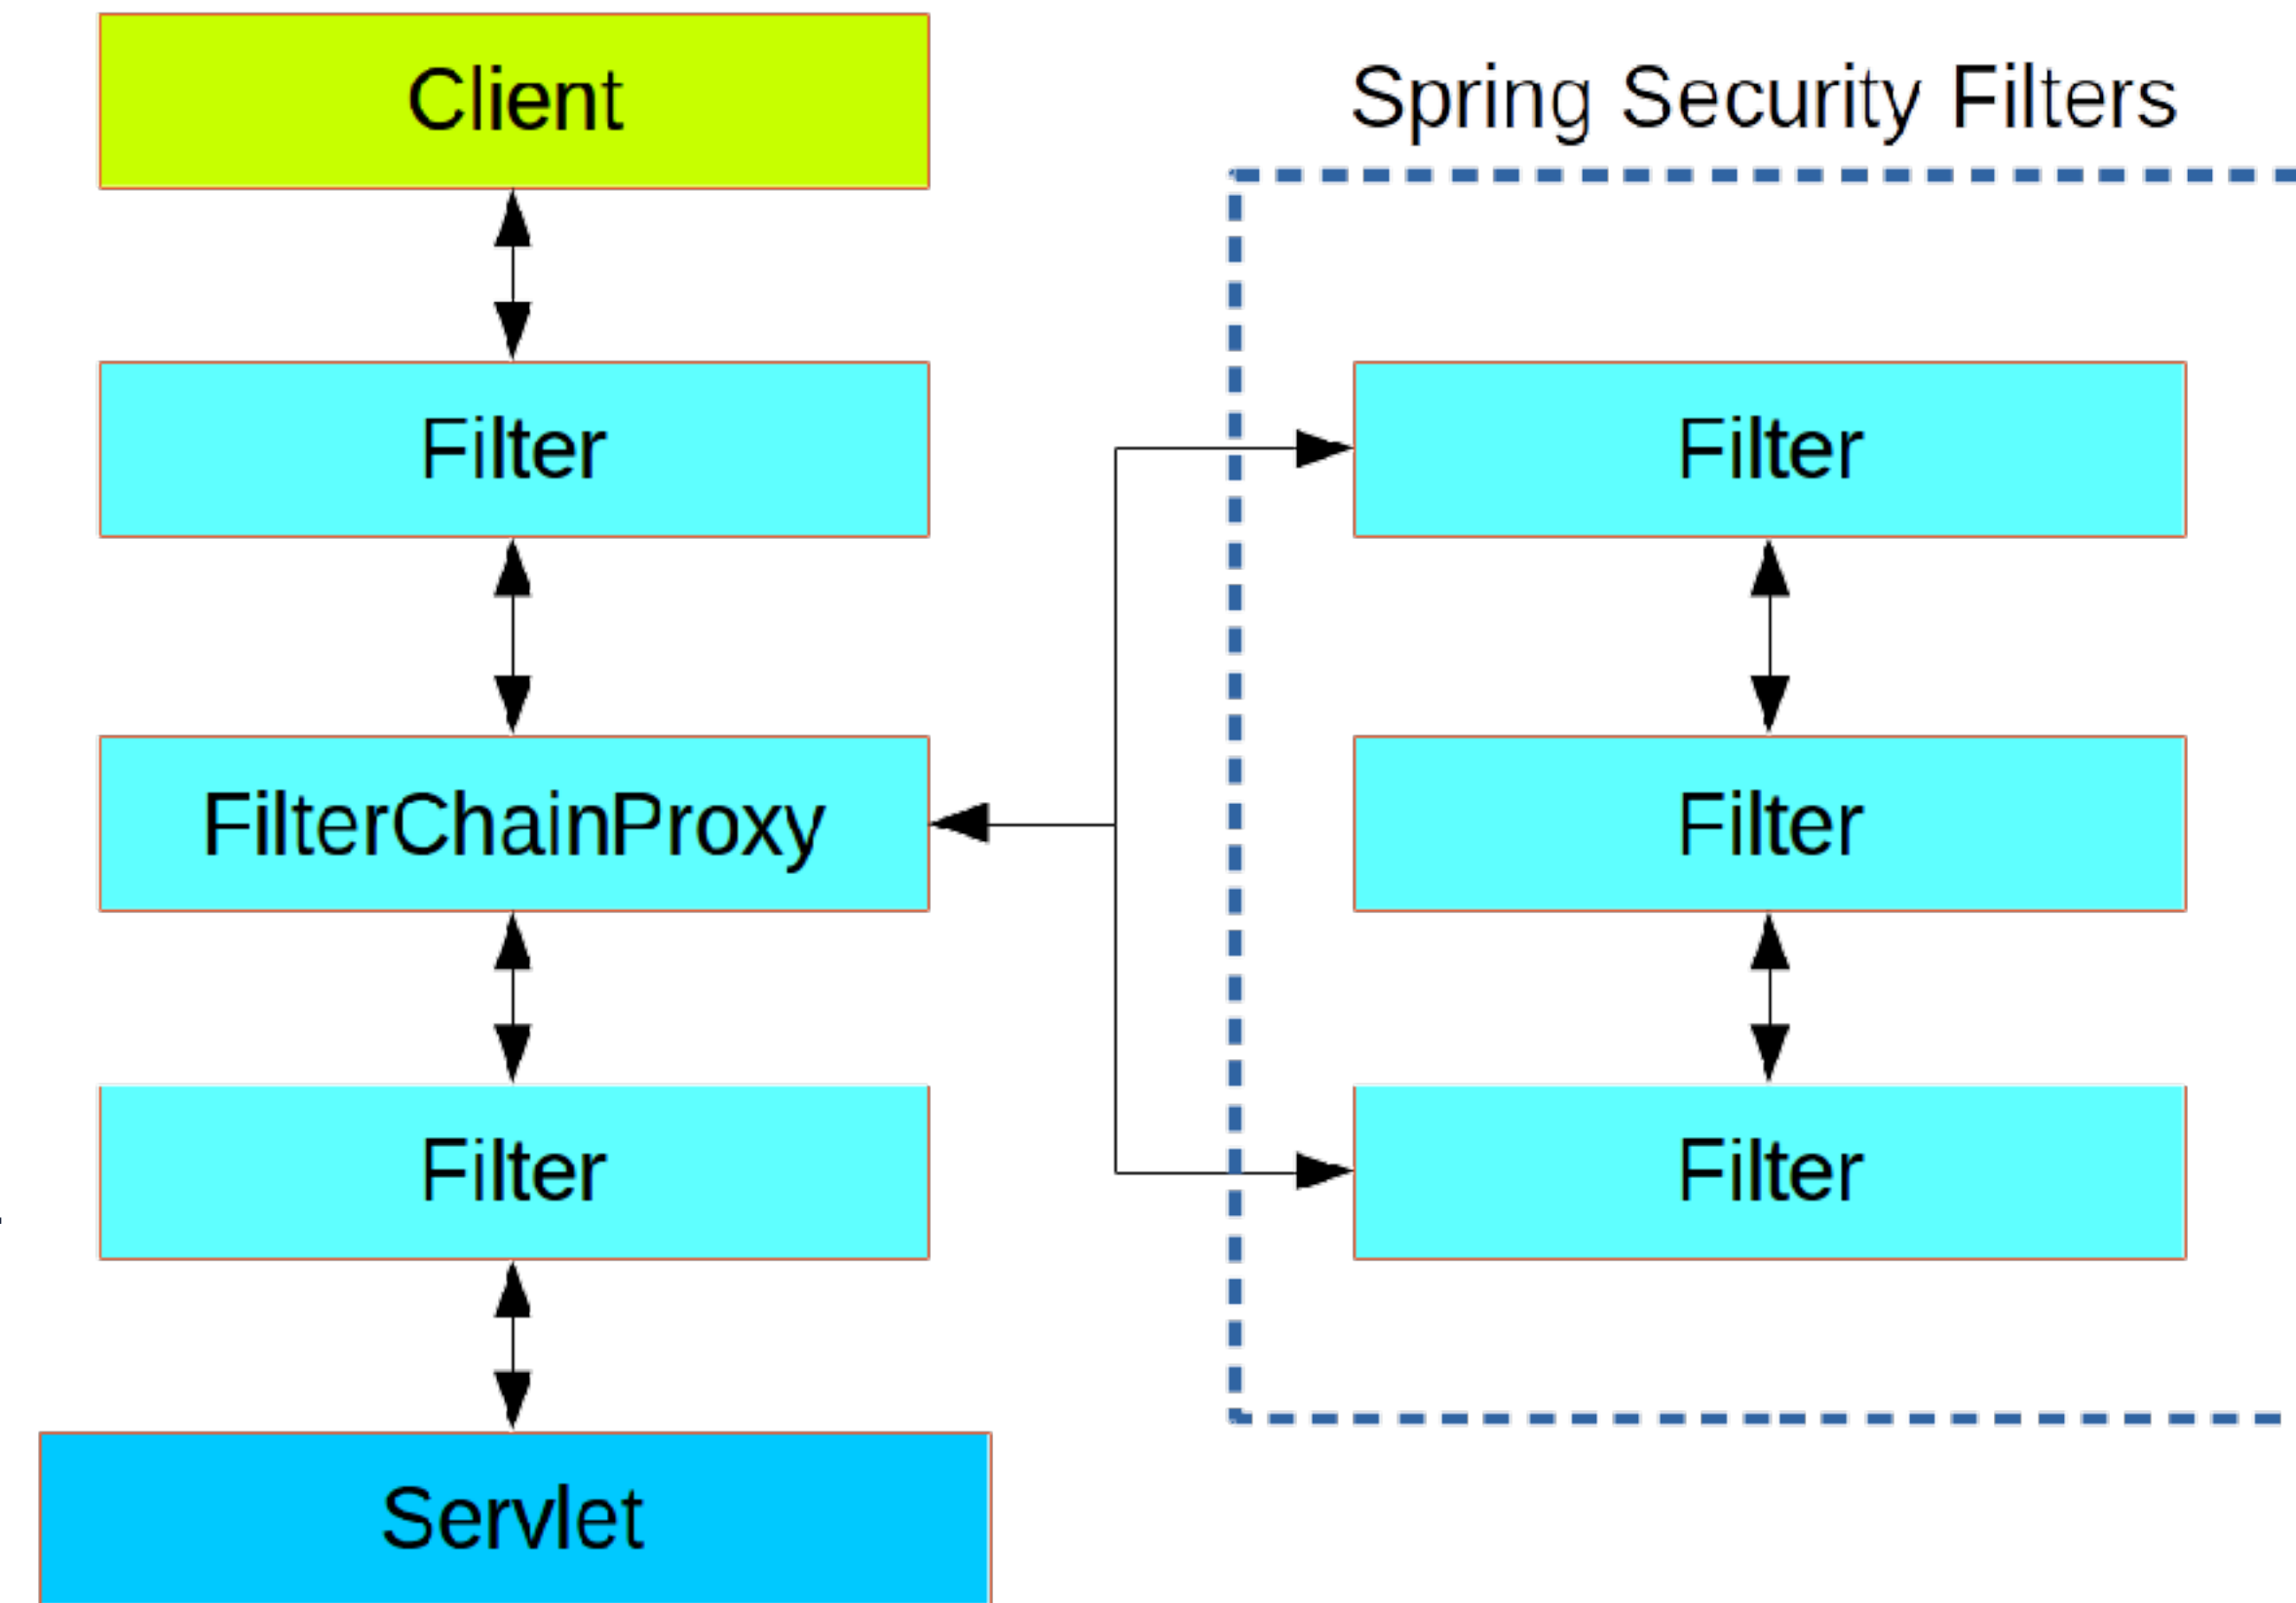 Client
Spring Security Filters
Filter
Filter
FilterChainProxy
Filter
Filter
Filter
Servlet